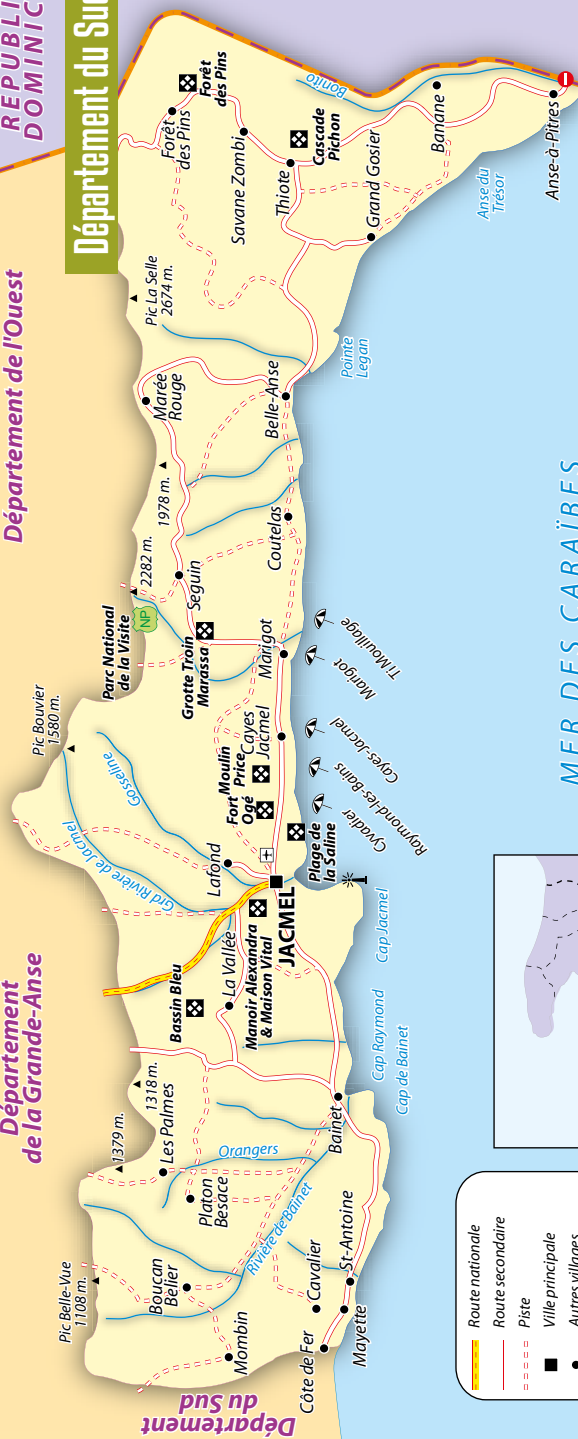 Département du Sud
RÉPUBLI
DOMINIC
Département de l'Ouest
Département
de la Grande-Anse
Département
du Sud
MER DES CARAÏBES
Pic Belle-Vue
1108 m.
1379 m.
1318m.
Pic Bouvier
1580 m.
2282 m.
1978 m.
Pic La Selle
2674 m.
Parc National
de la Visite
NP
Forêt
des Pins
Forêt
des Pins
Savane Zombi
Cascade
Pichon
Thiote
Grand Gosier
Banane
Bonito
Anse-à-Pitres
Anse du
Trésor
Pointe
Legan
Marée
Rouge
Belle-Anse
Seguin
Coutelas
Grotte Troin
Marassa
Marigot
Ti Mouillage
Marigot
Cayes-Jacmel
Raymond-les-Bains
Cyvadier
Cayes
Jacmel
Moulin
Price
Fort
Ogé
Plage de
la Saline
Gosseline
Grd Rivière de Jacmel
Lafond
JACMEL
Cap Jacmel
Manoir Alexandra
& Maison Vital
La Vallée
Bassin Bleu
Cap Raymond
Cap de Bainet
Les Palmes
Platon
Besace
Orangers
Rivière de Bainet
Bainet
Boucan
Bélier
Mombin
Cavalier
St-Antoine
Mayette
Côte de Fer
Route nationale
Route secondaire
Piste
Ville principale
Autres villages